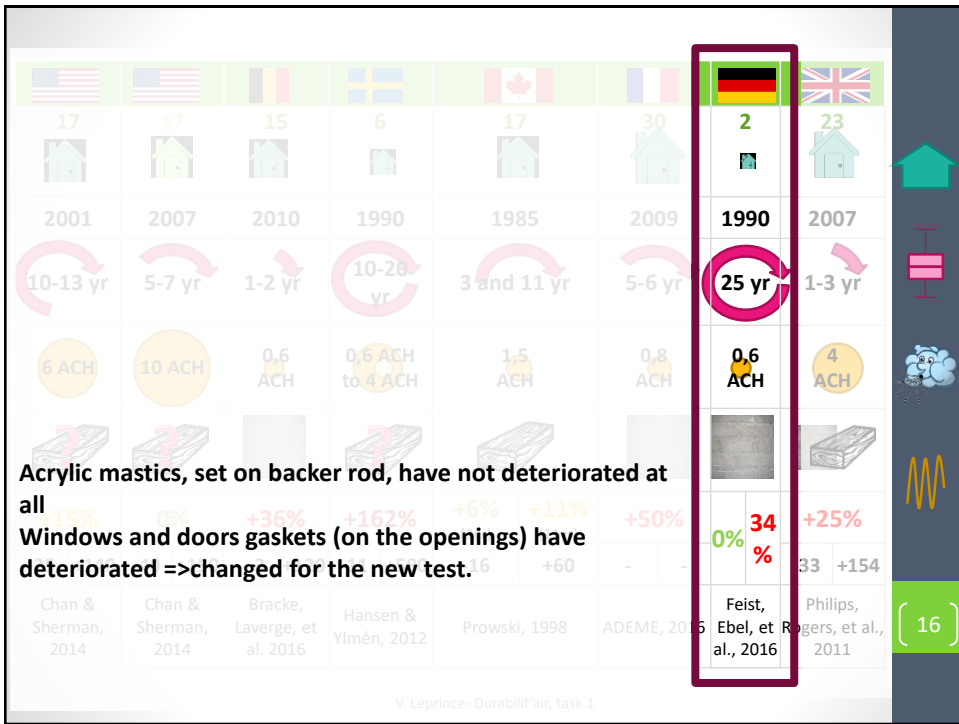 17 17 15 6 17 30 2 23
2001 2007 2010 1990 1985 2009 1990 2007
10-13 yr 5-7 yr 1-2 yr 10-20 yr 3 and 11 yr 5-6 yr 25 yr 1-3 yr
6 ACH 10 ACH 0,6 ACH 0,6 ACH to 4 ACH 1,5 ACH 0,8 ACH 0,6 ACH 4 ACH
? ? ?
Acrylic mastics, set on backer rod, have not deteriorated at
all
+15% 0% +36% +162% +6% +11% +50% 0% 34 % +25%
Windows and doors gaskets (on the openings) have
deteriorated =>changed for the new test.
16 +60 - - 33 +154
Chan & Sherman, 2014
Chan & Sherman, 2014
Bracke, Laverge, et al. 2016
Hansen & Ylmén, 2012
Prowski, 1998
ADEME, 2016
Feist, Ebel, et al., 2016
Philips, Rogers, et al., 2011
16
V. Leprince- Durabilit'air, task 1